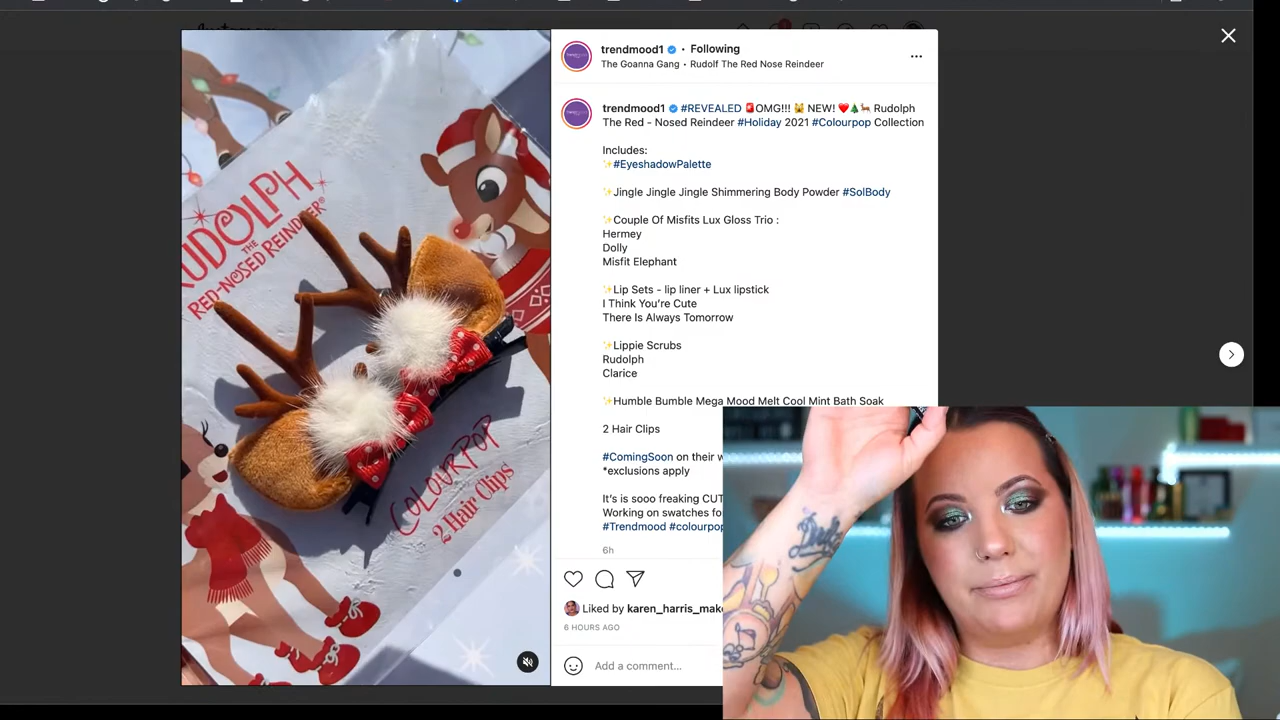 RUDOLPH
THE
RED-NOSED REINDEER®
COLOURPOP
2 Hair Clips
trendmood1 • Following
The Goanna Gang • Rudolf The Red Nose Reindeer
trendmood1 #REVEALED 🚨OMG!!! 🙀 NEW! ❤️🎄🦌 Rudolph
The Red - Nosed Reindeer #Holiday 2021 #Colourpop Collection
Includes:
✨#EyeshadowPalette
✨Jingle Jingle Jingle Shimmering Body Powder #SolBody
✨Couple Of Misfits Lux Gloss Trio :
Hermey
Dolly
Misfit Elephant
✨Lip Sets - lip liner + Lux lipstick
I Think You're Cute
There Is Always Tomorrow
✨Lippie Scrubs
Rudolph
Clarice
✨Humble Bumble Mega Mood Melt Cool Mint Bath Soak
2 Hair Clips
#ComingSoon on their w
*exclusions apply
It's is sooo freaking CUT
Working on swatches fo
#Trendmood #colourpop
6h
Liked by karen_harris_mak
6 HOURS AGO
Add a comment...